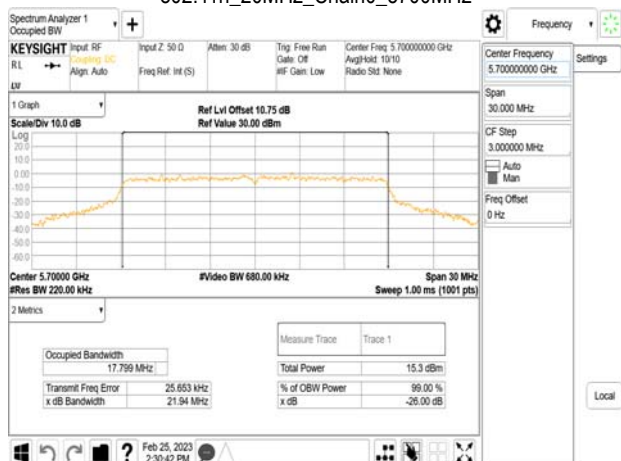 Spectrum Analyzer 1
Occupied BW
KEYSIGHT
RL
Input: RF
Coupling: DC
Align: Auto
Input Z: 50 Ω
Freq Ref: Int (S)
Atten: 30 dB
Trig: Free Run
Gate: Off
#IF Gain: Low
Center Freq: 5.700000000 GHz
Avg|Hold: 10/10
Radio Std: None
1 Graph
Scale/Div 10.0 dB
Ref Lvl Offset 10.75 dB
Ref Value 30.00 dBm
Log
20.0
10.0
0.00
-10.0
-20.0
-30.0
-40.0
-50.0
-60.0
Center 5.70000 GHz
#Res BW 220.00 kHz
#Video BW 680.00 kHz
Span 30 MHz
Sweep 1.00 ms (1001 pts)
2 Metrics
Measure Trace Trace 1
Occupied Bandwidth
17.799 MHz
Total Power 15.3 dBm
Transmit Freq Error 25.653 kHz
% of OBW Power 99.00 %
x dB Bandwidth 21.94 MHz
x dB -26.00 dB
Feb 25, 2023
2:30:42 PM
Frequency
Center Frequency
5.700000000 GHz
Settings
Span
30.000 MHz
CF Step
3.000000 MHz
Auto
Man
Freq Offset
0 Hz
Local